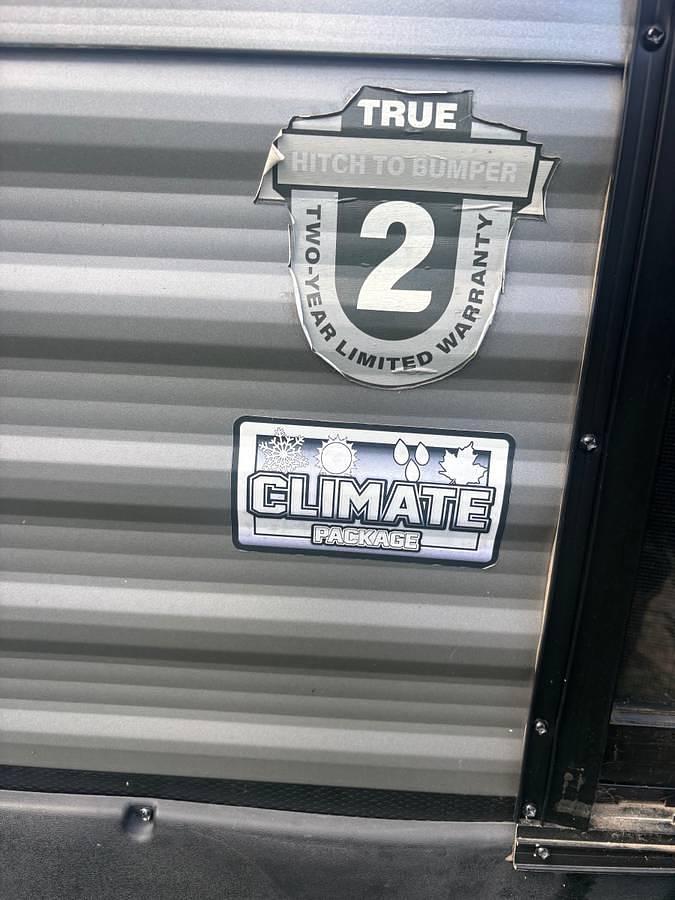 TRUE
HITCH TO BUMPER
2
TWO-YEAR LIMITED WARRANTY
CLIMATE
PACKAGE